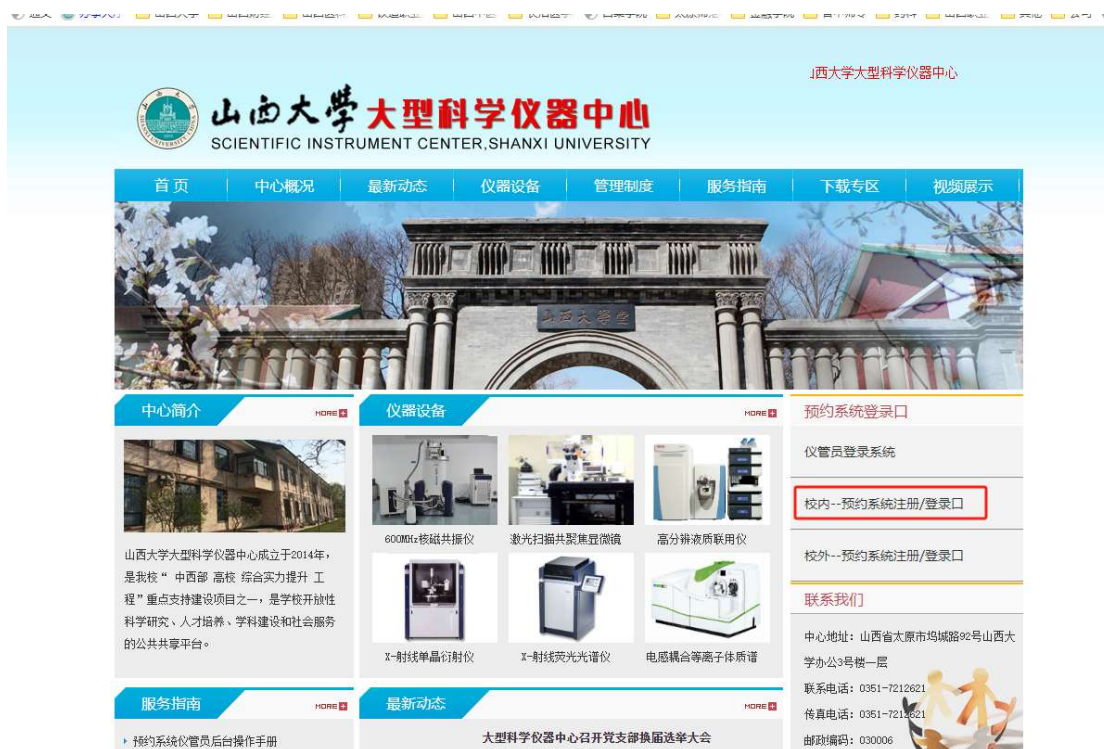 山西大学大型科学仪器中心
山西大学 大型科学仪器中心
SCIENTIFIC INSTRUMENT CENTER,SHANXI UNIVERSITY
首 页 中心概况 最新动态 仪器设备 管理制度 服务指南 下载专区 视频展示
山西大学堂
中心简介 MORE
山西大学大型科学仪器中心成立于2014年，
是我校“ 中西部 高校 综合实力提升 工
程”重点支持建设项目之一，是学校开放性
科学研究、人才培养、学科建设和社会服务
的公共共享平台。
仪器设备 MORE
600MHz核磁共振仪 激光扫描共聚焦显微镜 高分辨液质联用仪
X-射线单晶衍射仪 X-射线荧光光谱仪 电感耦合等离子体质谱
预约系统登录口
仪管员登录系统
校内--预约系统注册/登录口
校外--预约系统注册/登录口
联系我们
中心地址：山西省太原市坞城路92号山西大
学办公3号楼一层
联系电话：0351-7212621
传真电话：0351-7212621
邮政编码：030006
服务指南 MORE
预约系统仪管员后台操作手册
最新动态 MORE
大型科学仪器中心召开党支部换届选举大会